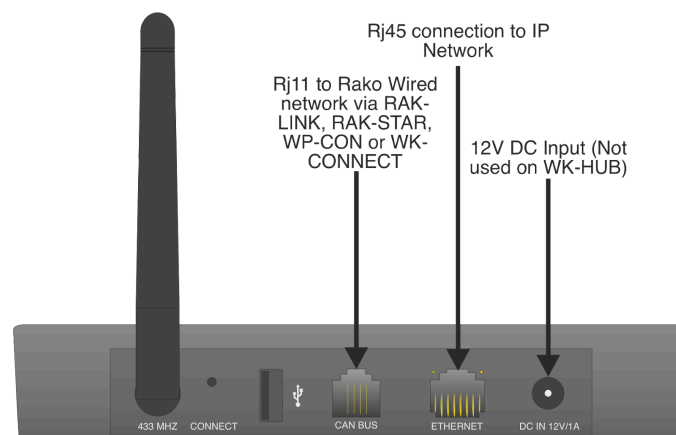 Rj45 connection to IP
Network
Rj11 to Rako Wired
network via RAK-
LINK, RAK-STAR,
WP-CON or WK-
CONNECT
12V DC Input (Not
used on WK-HUB)
433 MHZ
CONNECT
CAN BUS
ETHERNET
DC IN 12V/1A